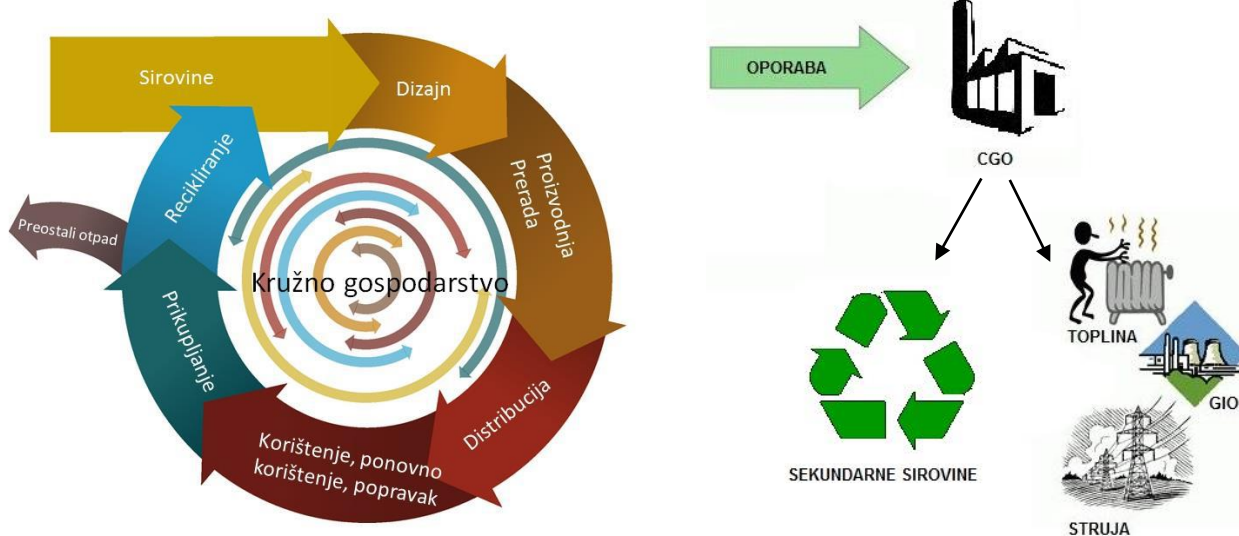 Sirovine
Dizajn
Proizvodnja
Prerada
Distribucija
Korištenje, ponovno
korištenje, popravak
Prikupljanje
Recikliranje
Preostali otpad
Kružno gospodarstvo
OPORABA
CGO
SEKUNDARNE SIROVINE
TOPLINA
GIO
STRUJA